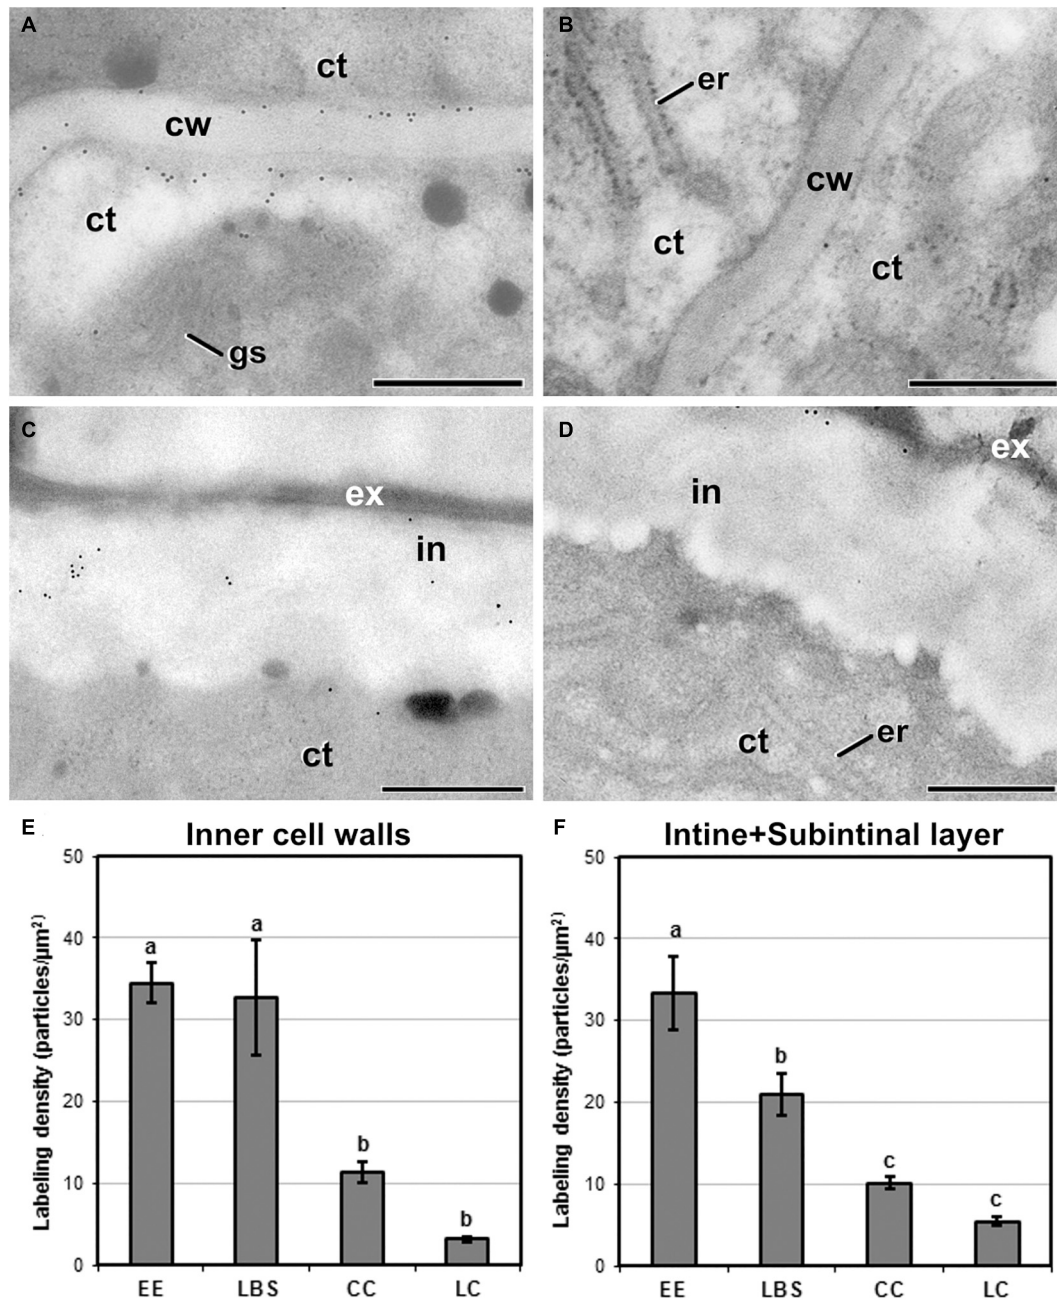 A
ct
cw
ct
gs
B
er
cw
ct
ct
C
ex
in
ct
D
ex
in
ct
er
E
Inner cell walls
Labeling density (particles/µm²)
50
40
30
20
10
0
a
a
b
b
EE LBS CC LC
F
Intine+Subintinal layer
Labeling density (particles/µm²)
50
40
30
20
10
0
a
b
c
c
EE LBS CC LC